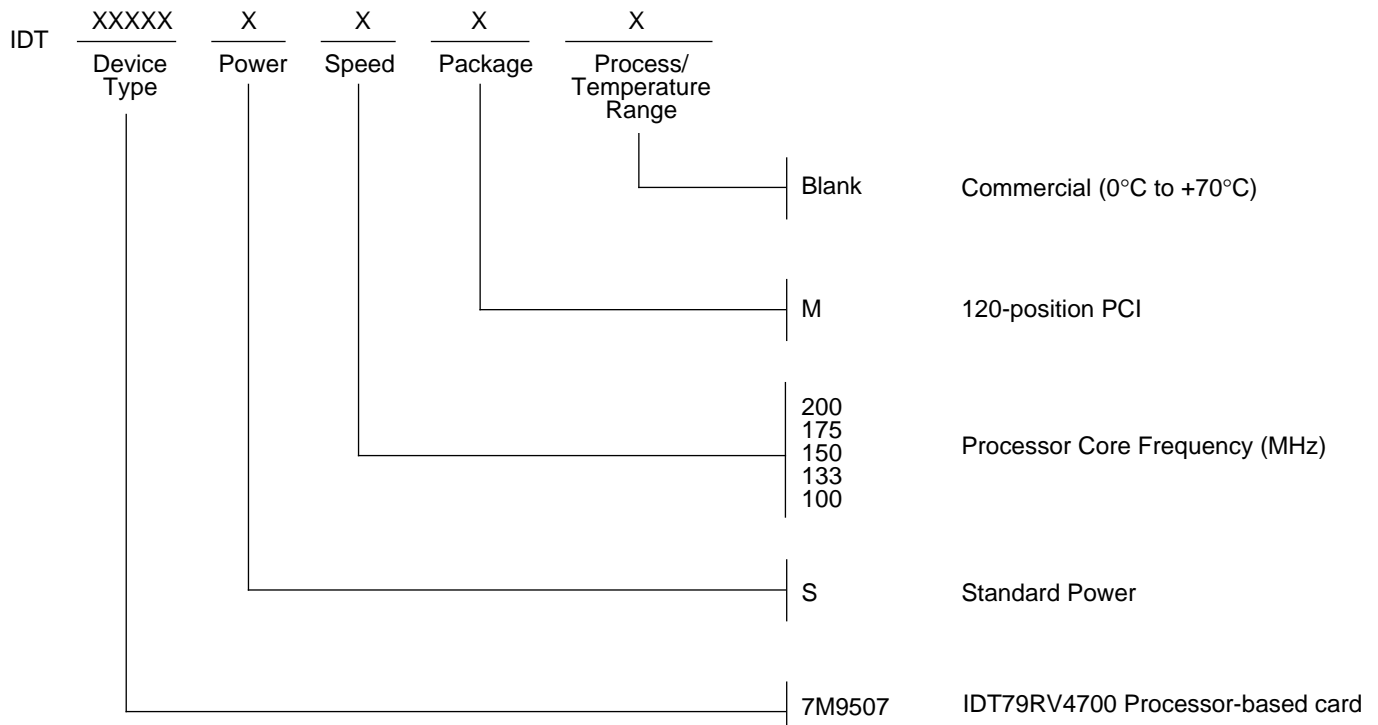 IDT XXXXX X X X X
Device Type Power Speed Package Process/ Temperature Range
Blank Commercial (0°C to +70°C)
M 120-position PCI
200
175
150 Processor Core Frequency (MHz)
133
100
S Standard Power
7M9507 IDT79RV4700 Processor-based card